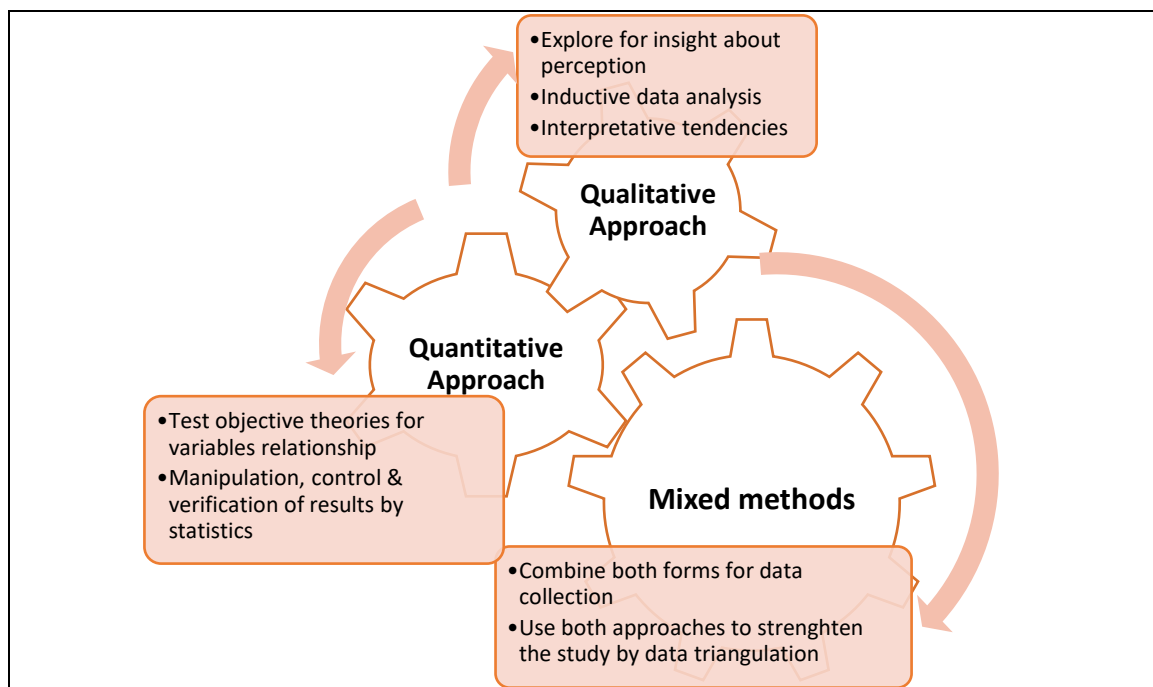 •Explore for insight about
perception
•Inductive data analysis
•Interpretative tendencies
Qualitative
Approach
Quantitative
Approach
•Test objective theories for
variables relationship
•Manipulation, control &
verification of results by
statistics
Mixed methods
•Combine both forms for data
collection
•Use both approaches to strenghten
the study by data triangulation